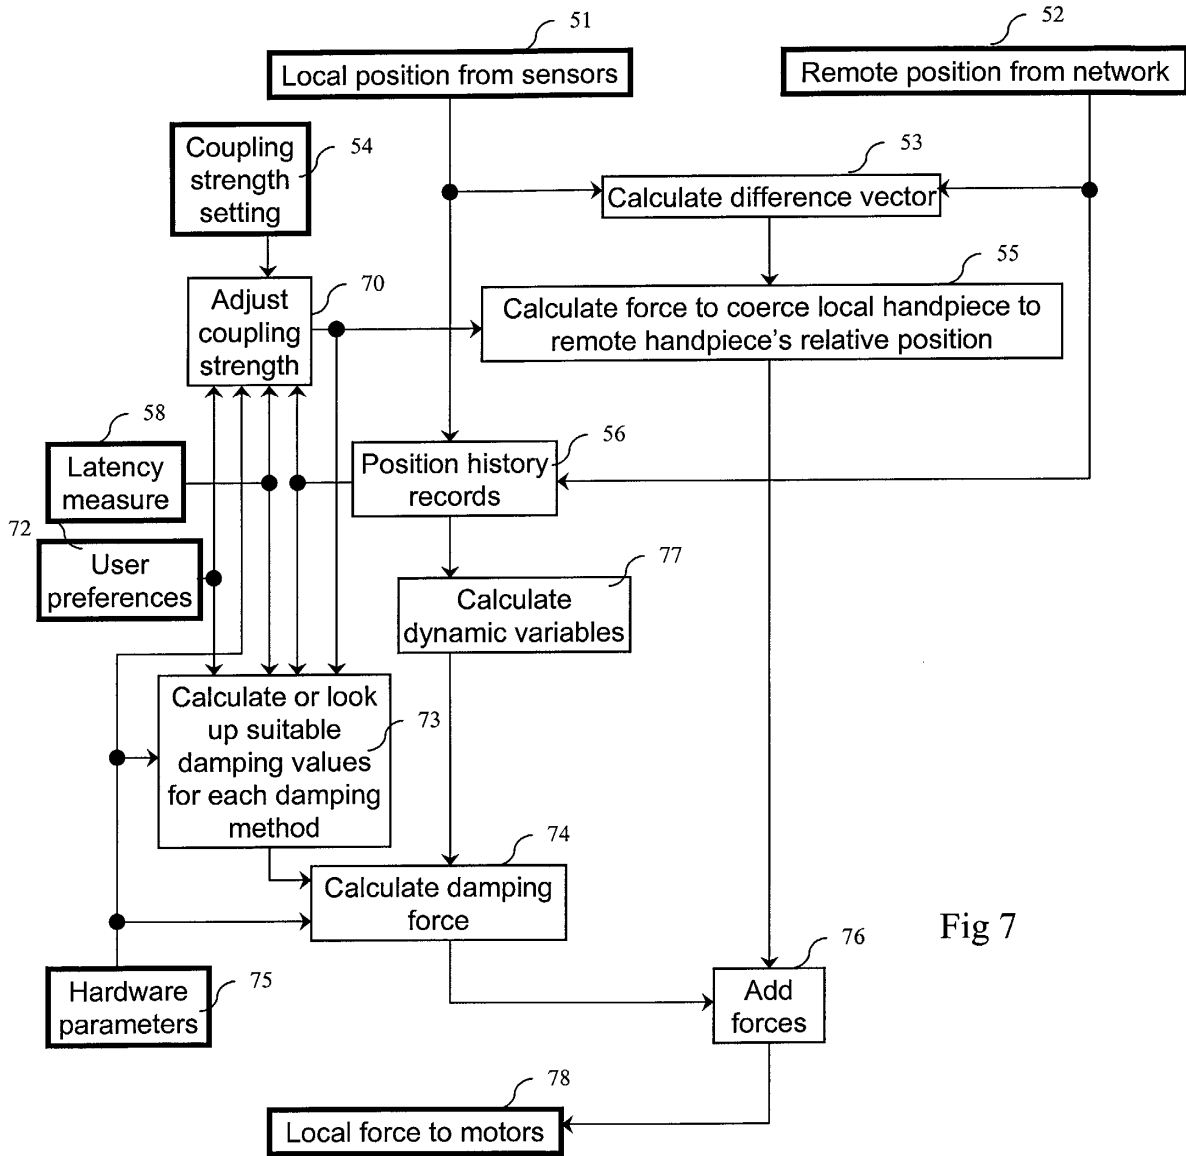 51
52
Local position from sensors
Remote position from network
Coupling
strength
setting
54
53
Calculate difference vector
70
55
Adjust
coupling
strength
Calculate force to coerce local handpiece to
remote handpiece's relative position
58
56
Latency
measure
Position history
records
72
User
preferences
77
Calculate
dynamic variables
Calculate or look
up suitable
damping values
for each damping
method
73
74
Calculate damping
force
Fig 7
76
Hardware
parameters
75
Add
forces
78
Local force to motors